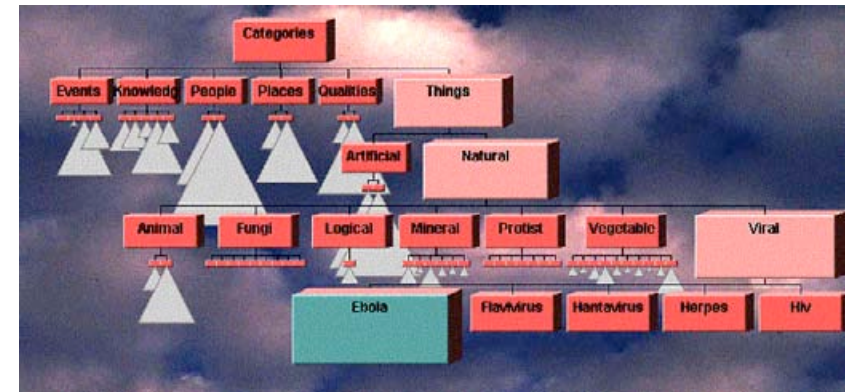 Categories
Events Knowledg People Places Qualities Things
Artificial Natural
Animal Fungi Logical Mineral Protist Vegetable Viral
Ebola Flavivirus Hantavirus Herpes Hiv